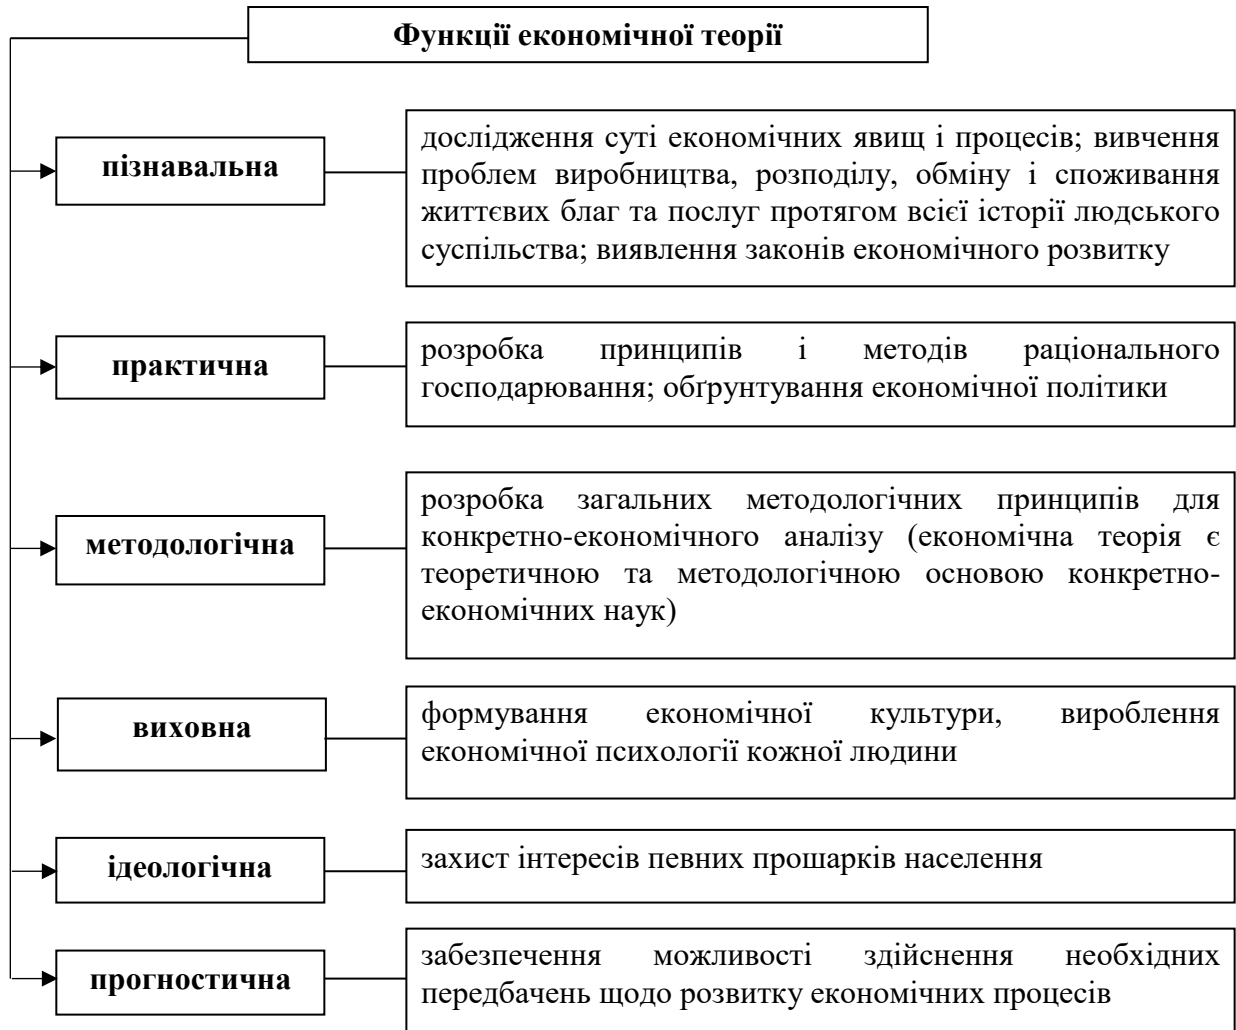 Функції економічної теорії
пізнавальна
дослідження суті економічних явищ і процесів; вивчення
проблем виробництва, розподілу, обміну і споживання
життєвих благ та послуг протягом всієї історії людського
суспільства; виявлення законів економічного розвитку
практична
розробка принципів і методів раціонального
господарювання; обґрунтування економічної політики
методологічна
розробка загальних методологічних принципів для
конкретно-економічного аналізу (економічна теорія є
теоретичною та методологічною основою конкретно-
економічних наук)
виховна
формування економічної культури, вироблення
економічної психології кожної людини
ідеологічна
захист інтересів певних прошарків населення
прогностична
забезпечення можливості здійснення необхідних
передбачень щодо розвитку економічних процесів